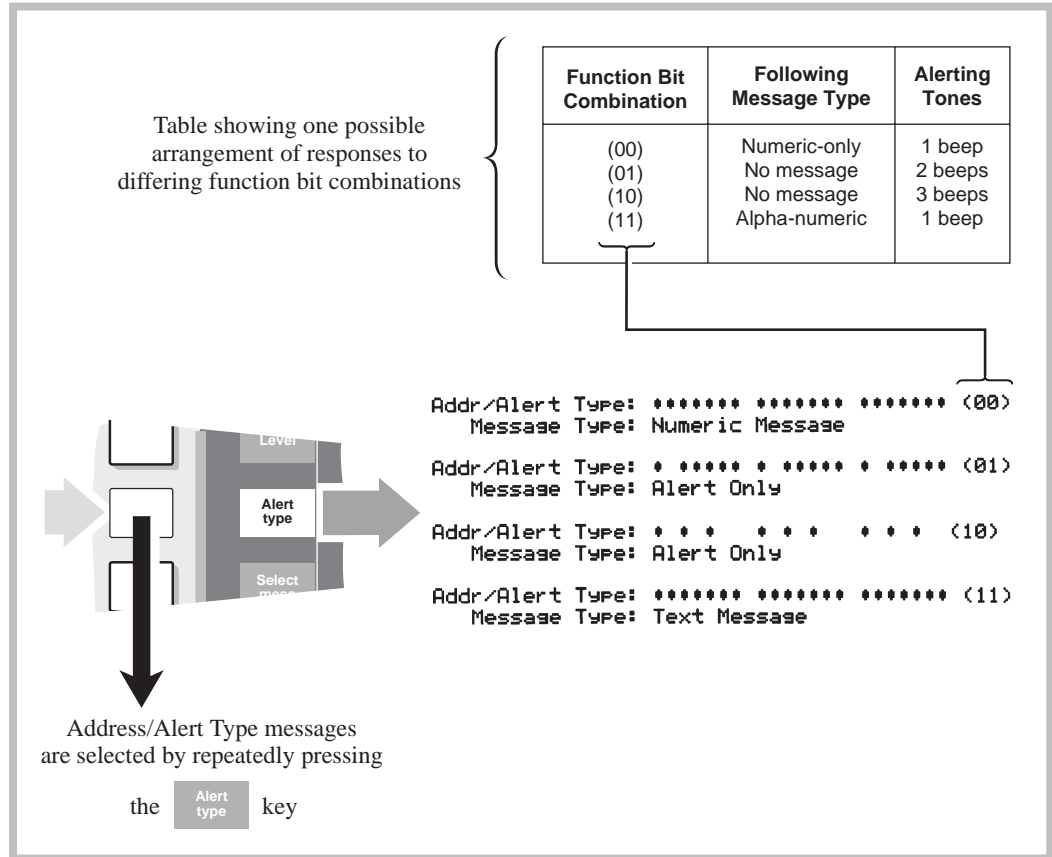 Function Bit Combination
Following Message Type
Alerting Tones
Table showing one possible
arrangement of responses to
differing function bit combinations
(00) Numeric-only 1 beep
(01) No message 2 beeps
(10) No message 3 beeps
(11) Alpha-numeric 1 beep
Addr/Alert Type: ♦♦♦♦♦♦♦ ♦♦♦♦♦♦♦ ♦♦♦♦♦♦♦ (00)
Message Type: Numeric Message
Addr/Alert Type: ♦ ♦♦♦♦♦ ♦ ♦♦♦♦♦ ♦ ♦♦♦♦♦ (01)
Message Type: Alert Only
Addr/Alert Type: ♦ ♦ ♦ ♦ ♦ ♦ ♦ ♦ ♦ (10)
Message Type: Alert Only
Addr/Alert Type: ♦♦♦♦♦♦♦ ♦♦♦♦♦♦♦ ♦♦♦♦♦♦♦ (11)
Message Type: Text Message
Level
Alert
type
Select
Address/Alert Type messages
are selected by repeatedly pressing
the Alert type key